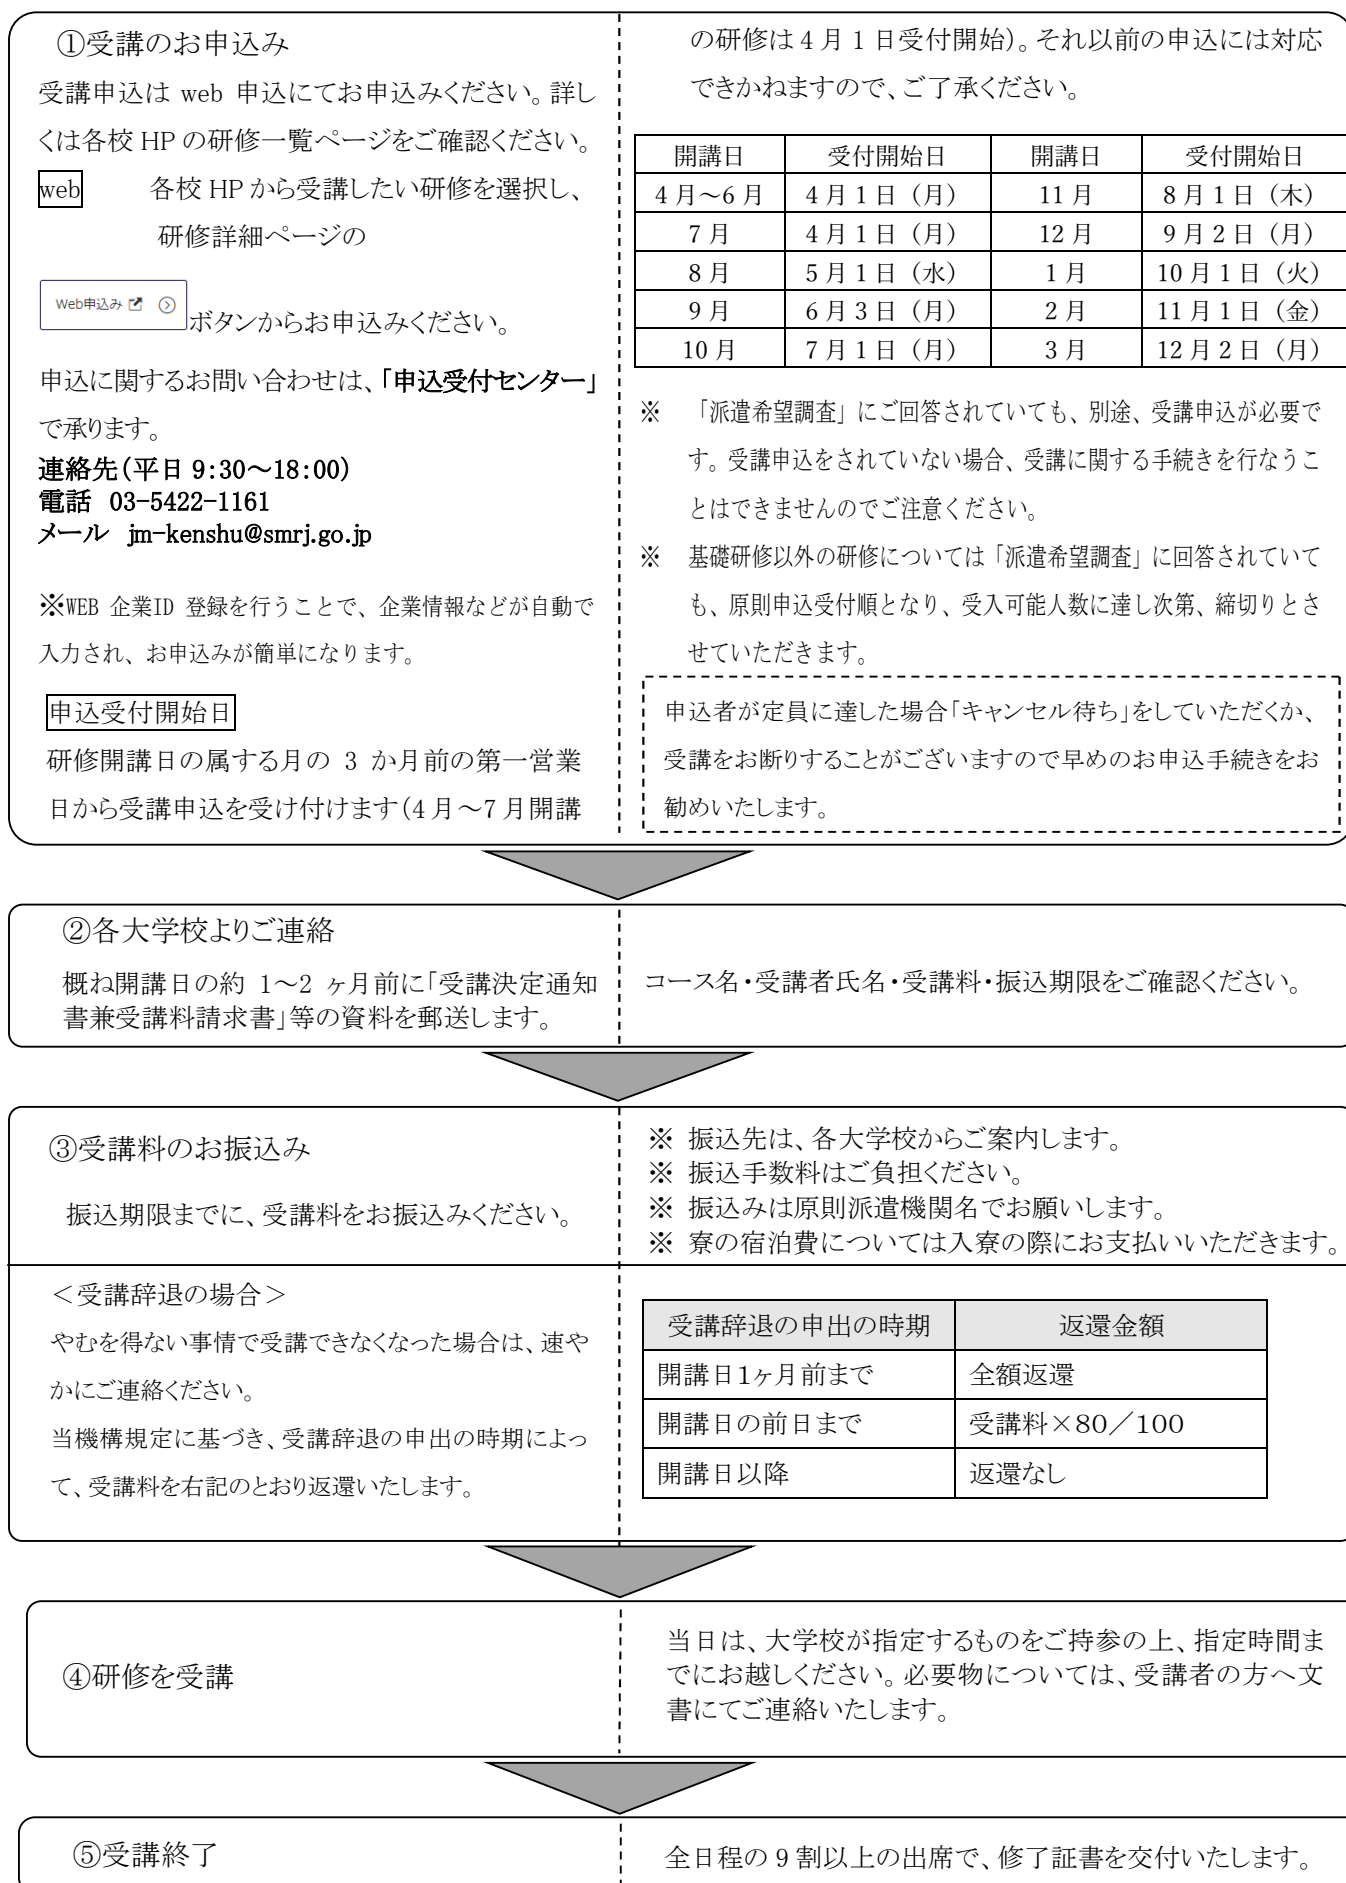 ①受講のお申込み
受講申込は web 申込にてお申込みください。詳し
くは各校 HP の研修一覧ページをご確認ください。
web 各校 HP から受講したい研修を選択し、
研修詳細ページの
Web申込み
ボタンからお申込みください。
申込に関するお問い合わせは、「申込受付センター」
で承ります。
連絡先(平日 9:30～18:00)
電話 03-5422-1161
メール jm-kenshu@smrj.go.jp
※WEB 企業ID 登録を行うことで、企業情報などが自動で
入力され、お申込みが簡単になります。
申込受付開始日
研修開講日の属する月の 3 か月前の第一営業
日から受講申込を受け付けます(4 月～7 月開講
の研修は 4 月 1 日受付開始)。それ以前の申込には対応
できかねますので、ご了承ください。
開講日 受付開始日 開講日 受付開始日
4 月～6 月 4 月 1 日（月） 11 月 8 月 1 日（木）
7 月 4 月 1 日（月） 12 月 9 月 2 日（月）
8 月 5 月 1 日（水） 1 月 10 月 1 日（火）
9 月 6 月 3 日（月） 2 月 11 月 1 日（金）
10 月 7 月 1 日（月） 3 月 12 月 2 日（月）
※ 「派遣希望調査」にご回答されていても、別途、受講申込が必要で
す。受講申込をされていない場合、受講に関する手続きを行なうこ
とはできませんのでご注意ください。
※ 基礎研修以外の研修については「派遣希望調査」に回答されていて
も、原則申込受付順となり、受入可能人数に達し次第、締切りとさ
せていただきます。
申込者が定員に達した場合「キャンセル待ち」をしていただくか、
受講をお断りすることがございますので早めのお申込手続きをお
勧めいたします。
②各大学校よりご連絡
概ね開講日の約 1～2 ヶ月前に「受講決定通知
書兼受講料請求書」等の資料を郵送します。
コース名・受講者氏名・受講料・振込期限をご確認ください。
③受講料のお振込み
振込期限までに、受講料をお振込みください。
※ 振込先は、各大学校からご案内します。
※ 振込手数料はご負担ください。
※ 振込みは原則派遣機関名でお願いします。
※ 寮の宿泊費については入寮の際にお支払いいただきます。
＜受講辞退の場合＞
やむを得ない事情で受講できなくなった場合は、速や
かにご連絡ください。
当機構規定に基づき、受講辞退の申出の時期によっ
て、受講料を右記のとおり返還いたします。
受講辞退の申出の時期 返還金額
開講日1ヶ月前まで 全額返還
開講日の前日まで 受講料×80／100
開講日以降 返還なし
④研修を受講
当日は、大学校が指定するものをご持参の上、指定時間ま
でにお越しください。必要物については、受講者の方へ文
書にてご連絡いたします。
⑤受講終了
全日程の 9 割以上の出席で、修了証書を交付いたします。